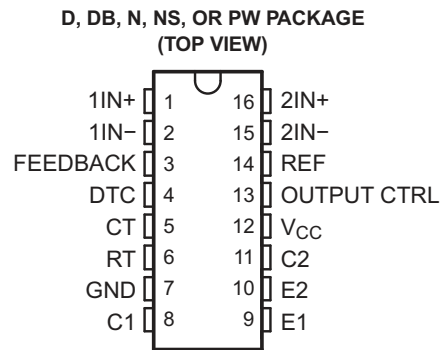 D, DB, N, NS, OR PW PACKAGE
(TOP VIEW)
1IN+ 1 16 2IN+
1IN− 2 15 2IN−
FEEDBACK 3 14 REF
DTC 4 13 OUTPUT CTRL
CT 5 12 VCC
RT 6 11 C2
GND 7 10 E2
C1 8 9 E1